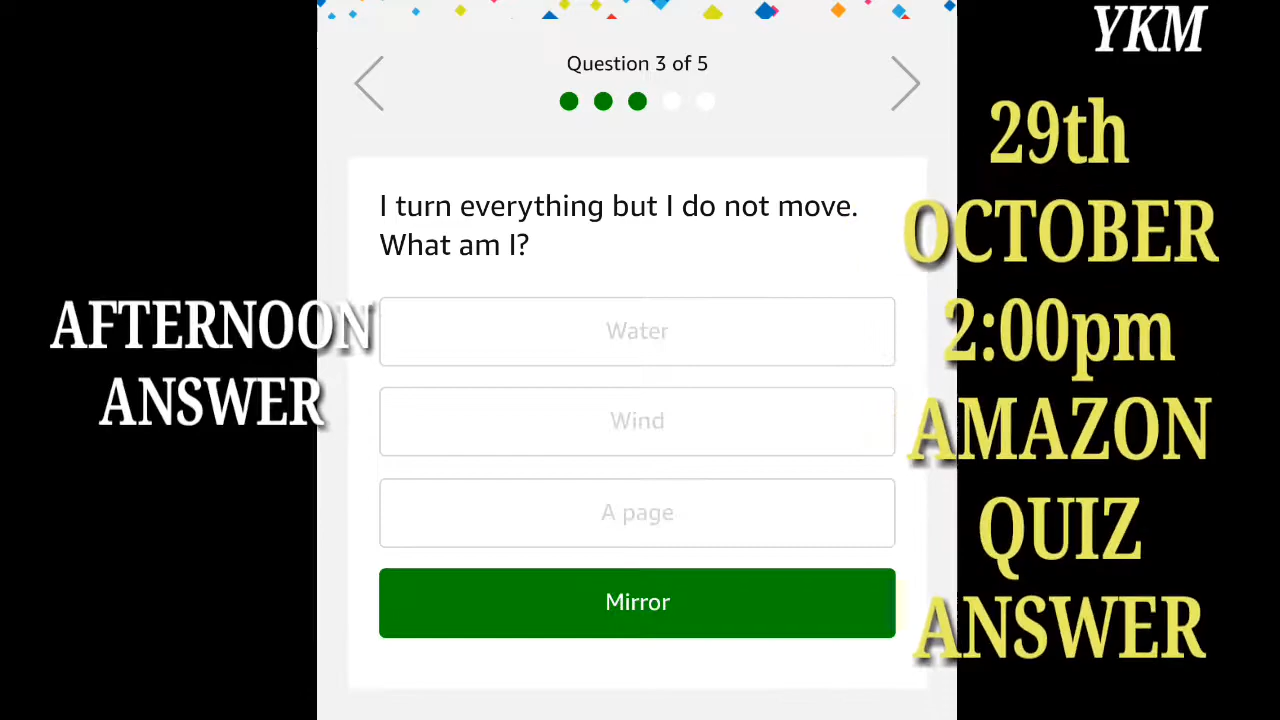 YKM
Question 3 of 5
29th
OCTOBER
2:00pm
AMAZON
QUIZ
ANSWER
AFTERNOON
ANSWER
I turn everything but I do not move.
What am I?
Water
Wind
A page
Mirror